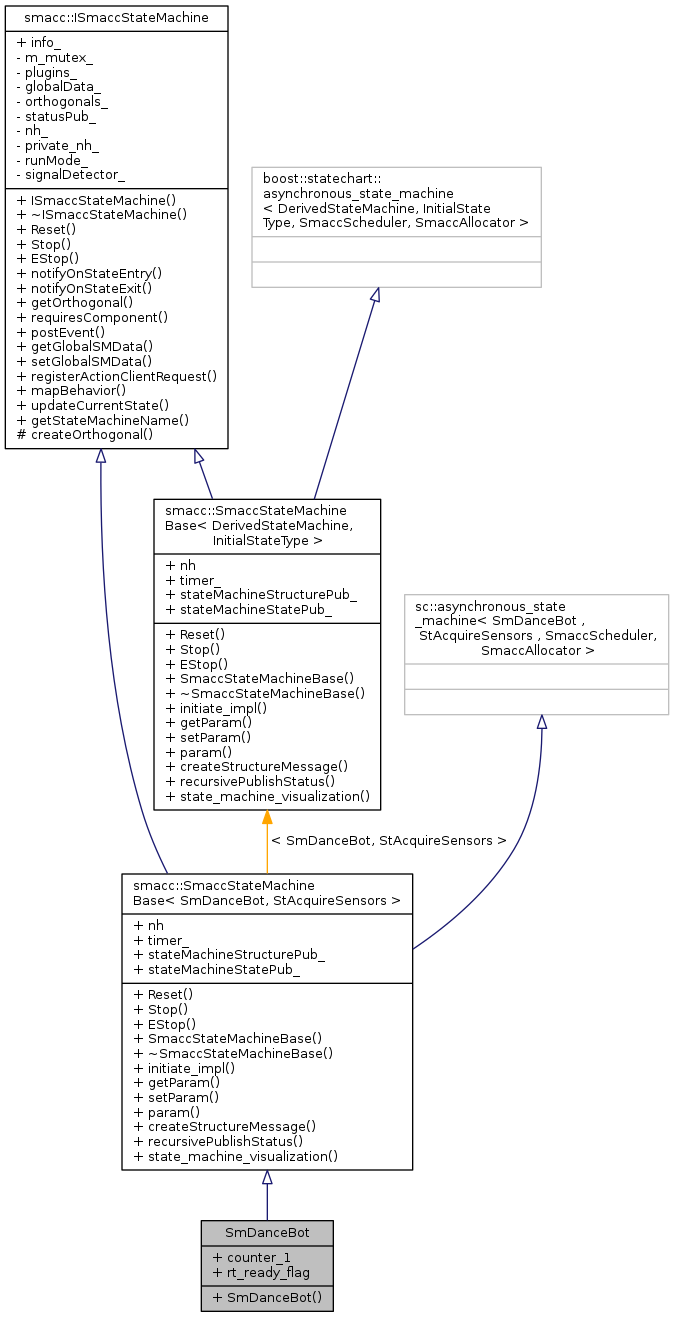 smacc::ISmaccStateMachine
+ info_
- m_mutex_
- plugins_
- globalData_
- orthogonals_
- statusPub_
- nh_
- private_nh_
- runMode_
- signalDetector_
+ ISmaccStateMachine()
+ ~ISmaccStateMachine()
+ Reset()
+ Stop()
+ EStop()
+ notifyOnStateEntry()
+ notifyOnStateExit()
+ getOrthogonal()
+ requiresComponent()
+ postEvent()
+ getGlobalSMData()
+ setGlobalSMData()
+ registerActionClientRequest()
+ mapBehavior()
+ updateCurrentState()
+ getStateMachineName()
# createOrthogonal()
boost::statechart::
asynchronous_state_machine
< DerivedStateMachine, InitialState
Type, SmaccScheduler, SmaccAllocator >
smacc::SmaccStateMachine
Base< DerivedStateMachine,
InitialStateType >
+ nh
+ timer_
+ stateMachineStructurePub_
+ stateMachineStatePub_
+ Reset()
+ Stop()
+ EStop()
+ SmaccStateMachineBase()
+ ~SmaccStateMachineBase()
+ initiate_impl()
+ getParam()
+ setParam()
+ param()
+ createStructureMessage()
+ recursivePublishStatus()
+ state_machine_visualization()
sc::asynchronous_state
_machine< SmDanceBot ,
StAcquireSensors , SmaccScheduler,
SmaccAllocator >
< SmDanceBot, StAcquireSensors >
smacc::SmaccStateMachine
Base< SmDanceBot, StAcquireSensors >
+ nh
+ timer_
+ stateMachineStructurePub_
+ stateMachineStatePub_
+ Reset()
+ Stop()
+ EStop()
+ SmaccStateMachineBase()
+ ~SmaccStateMachineBase()
+ initiate_impl()
+ getParam()
+ setParam()
+ param()
+ createStructureMessage()
+ recursivePublishStatus()
+ state_machine_visualization()
SmDanceBot
+ counter_1
+ rt_ready_flag
+ SmDanceBot()